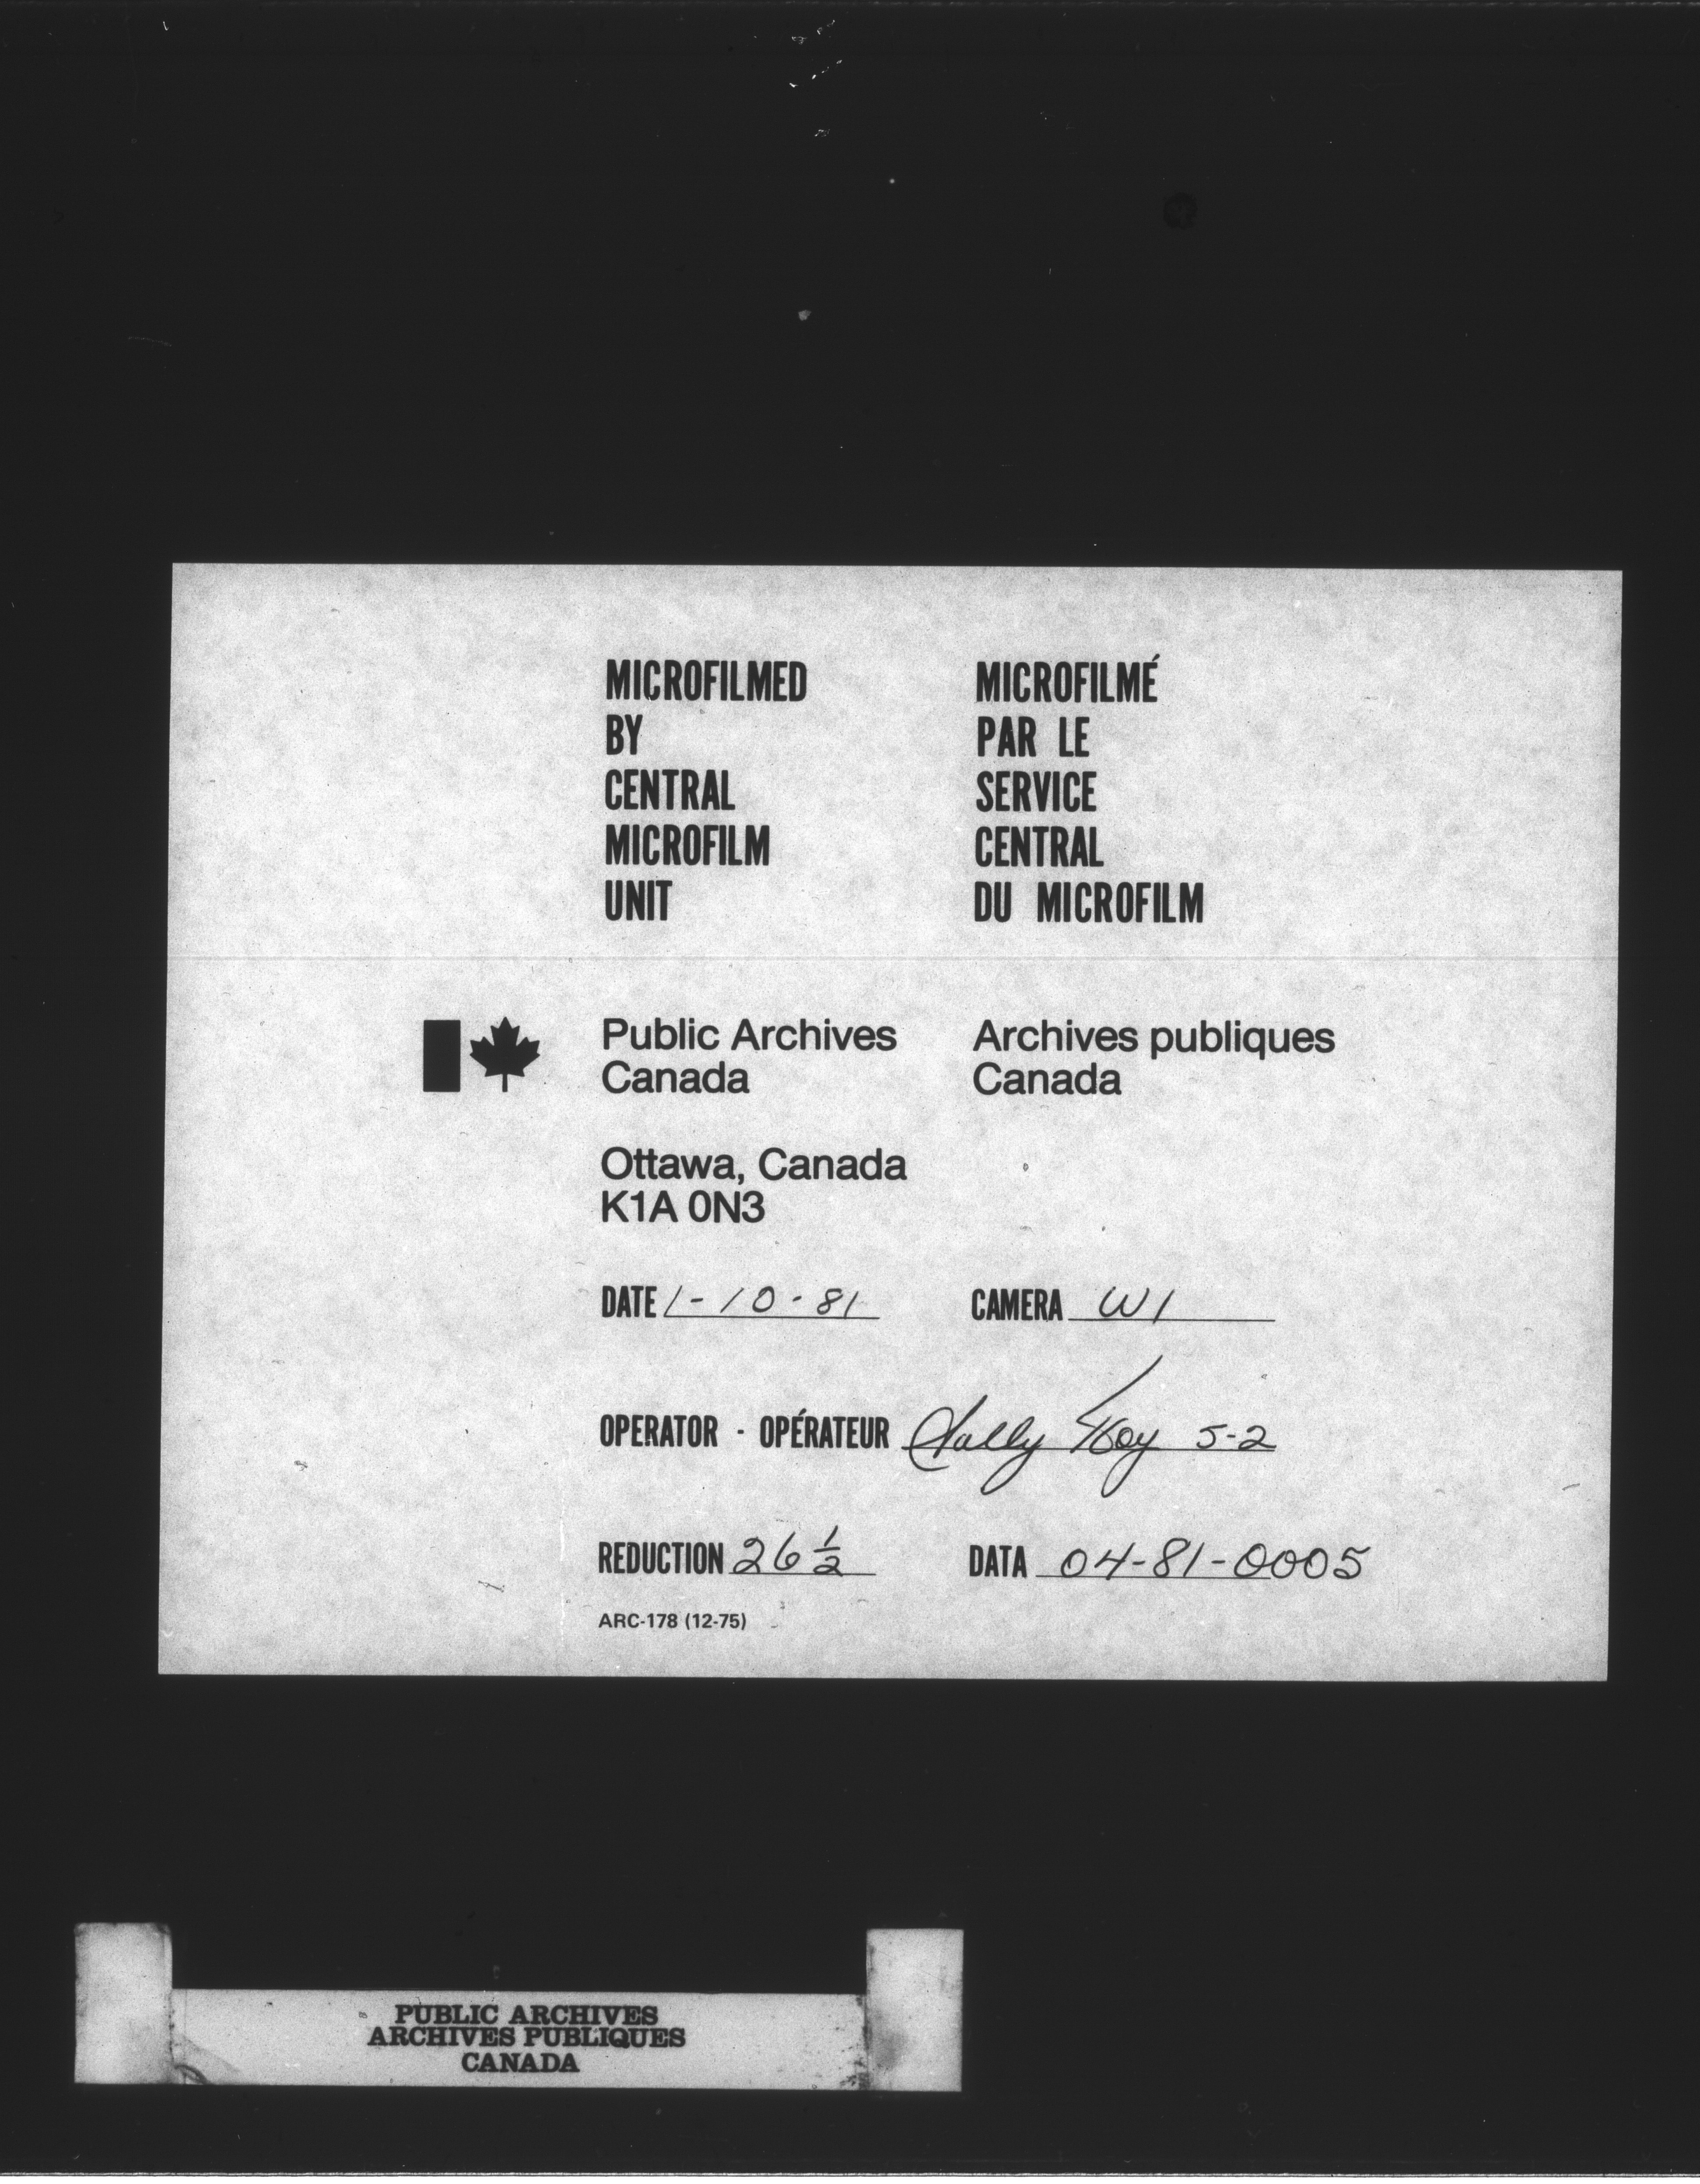 MICROFILMED
BY
CENTRAL
MICROFILM
UNIT
MICROFILMÉ
PAR LE
SERVICE
CENTRAL
DU MICROFILM
Public Archives
Canada
Archives publiques
Canada
Ottawa, Canada
K1A 0N3
DATE 1-10-81
CAMERA W1
OPERATOR - OPÉRATEUR Sally 5-2
REDUCTION 26 ½
DATA 04-81-0005
ARC-178 (12-75)
PUBLIC ARCHIVES
ARCHIVES PUBLIQUES
CANADA